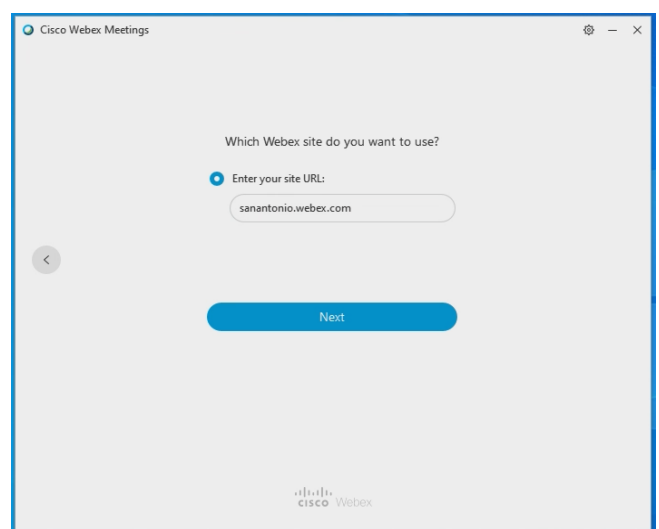 Cisco Webex Meetings
Which Webex site do you want to use?
Enter your site URL:
sanantonio.webex.com
Next
CISCO Webex